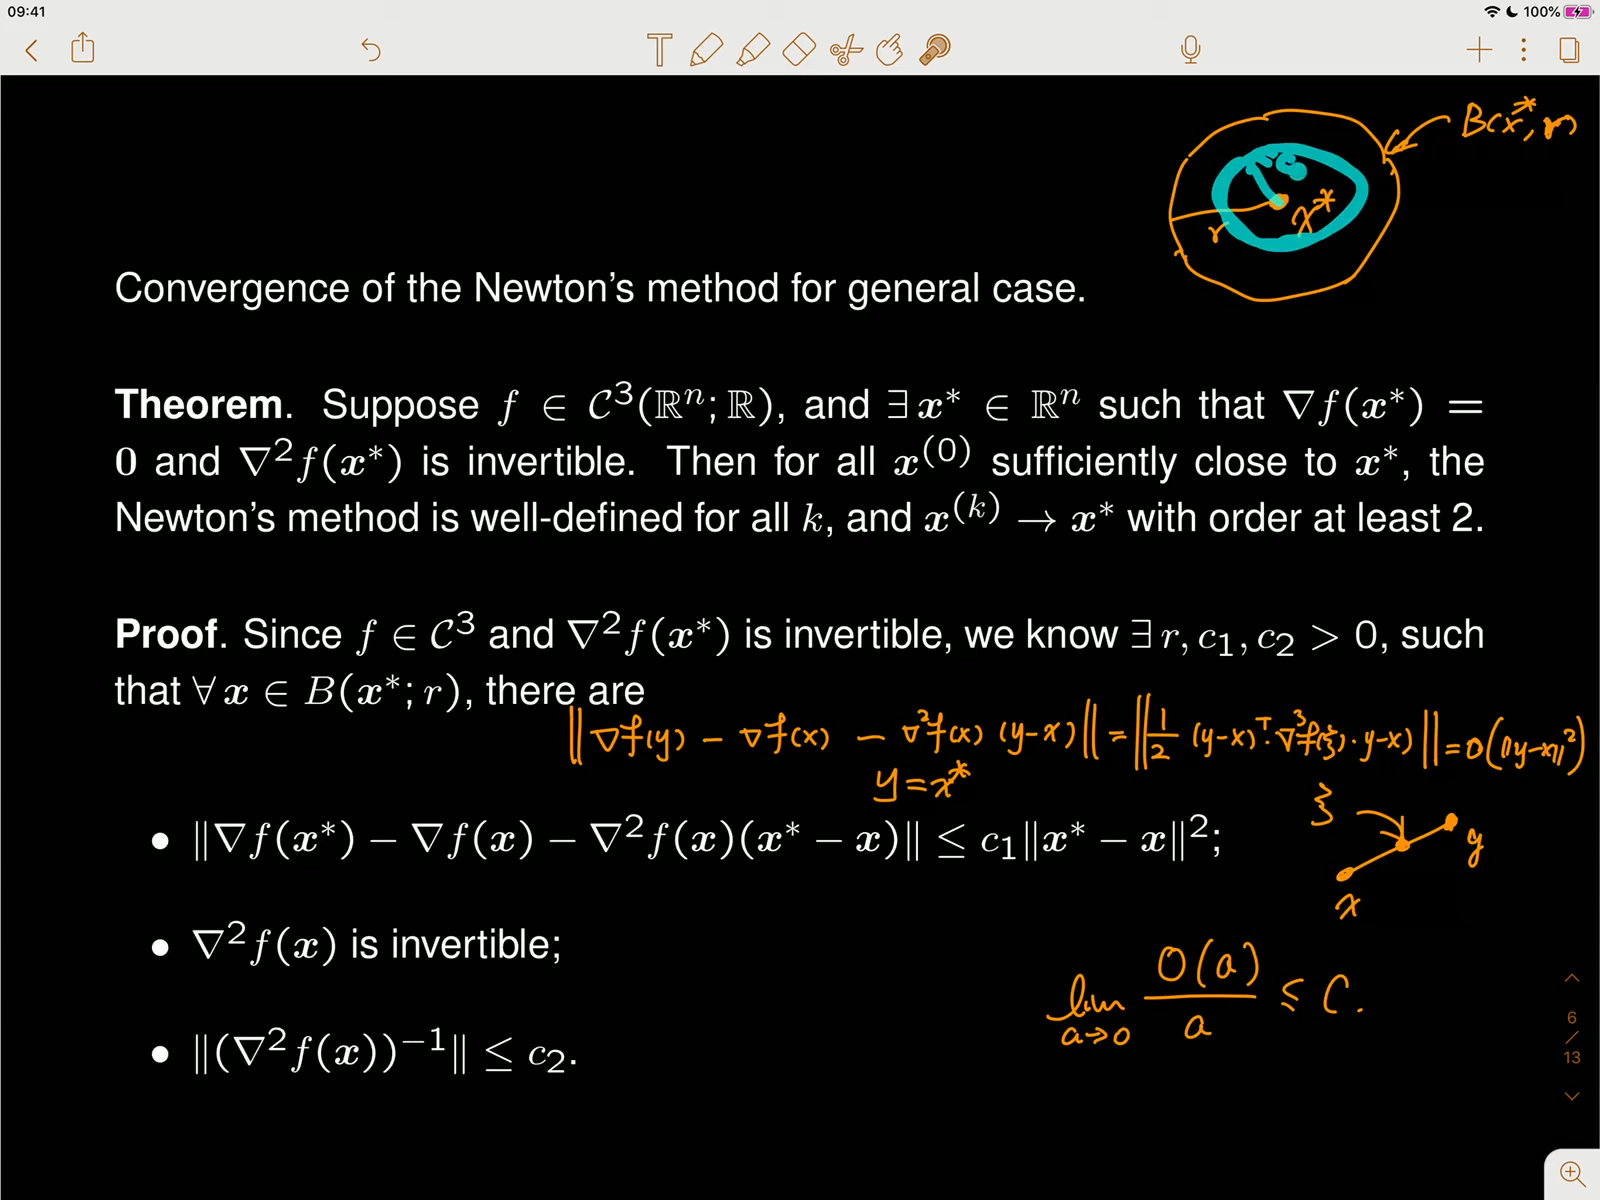 09:41
100%
T
B(x*, r)
r
x*
Convergence of the Newton's method for general case.
Theorem. Suppose f ∈ C³(ℝⁿ; ℝ), and ∃ x* ∈ ℝⁿ such that ∇f(x*) =
0 and ∇²f(x*) is invertible. Then for all x⁽⁰⁾ sufficiently close to x*, the
Newton's method is well-defined for all k, and x⁽ᵏ⁾ → x* with order at least 2.
Proof. Since f ∈ C³ and ∇²f(x*) is invertible, we know ∃ r, c₁, c₂ > 0, such
that ∀ x ∈ B(x*; r), there are
‖∇f(y) − ∇f(x) − ∇²f(x) (y−x)‖ = ‖½ (y−x)ᵀ·∇³f(ξ)·y−x)‖ = O(‖y−x‖²)
y = x*
• ‖∇f(x*) − ∇f(x) − ∇²f(x)(x* − x)‖ ≤ c₁‖x* − x‖²;
ξ
y
x
• ∇²f(x) is invertible;
lim a→0 O(a)/a ≤ C.
• ‖(∇²f(x))⁻¹‖ ≤ c₂.
6
/
13